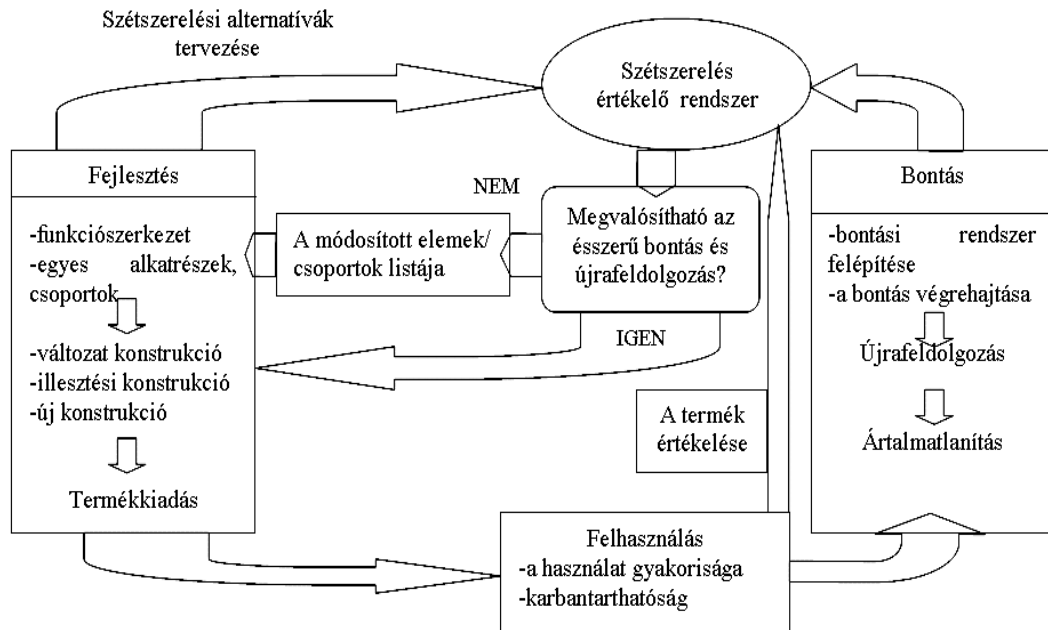 Szétszerelési alternatívák
tervezése
Szétszerelés
értékelő rendszer
Fejlesztés
-funkciószerkezet
-egyes alkatrészek,
csoportok
-változat konstrukció
-illesztési konstrukció
-új konstrukció
Termékkiadás
NEM
A módosított elemek/
csoportok listája
Megvalósítható az
ésszerű bontás és
újrafeldolgozás?
IGEN
A termék
értékelése
Bontás
-bontási rendszer
felépítése
-a bontás végrehajtása
Újrafeldolgozás
Ártalmatlanítás
Felhasználás
-a használat gyakorisága
-karbantarthatóság